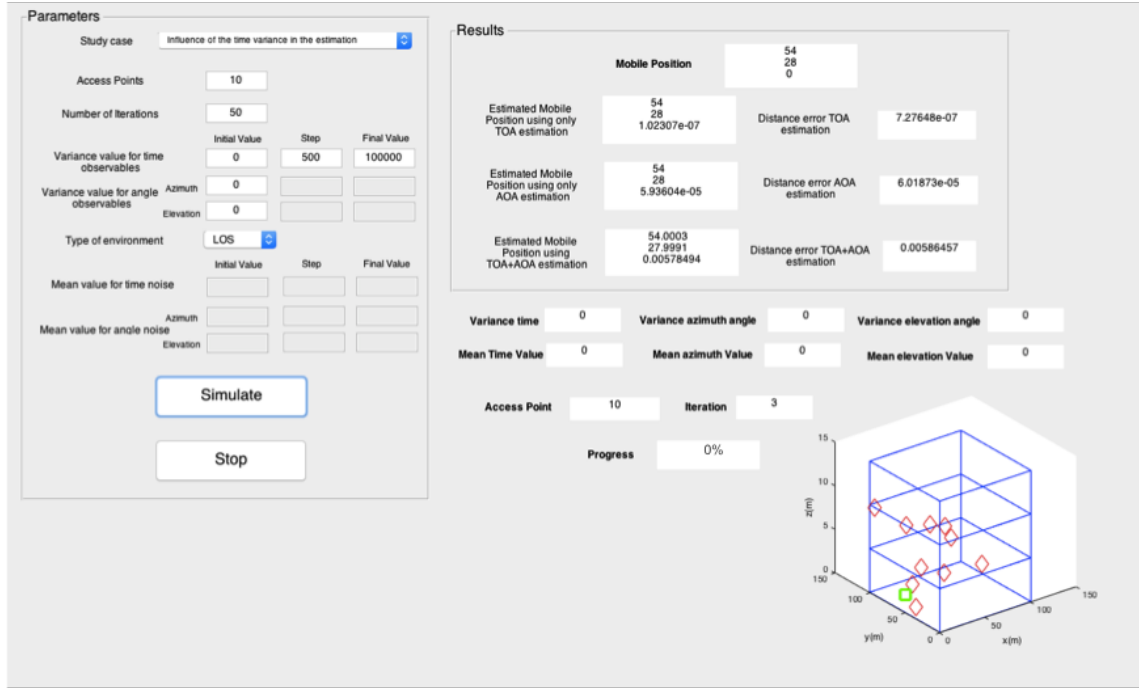 Parameters
Study case
Influence of the time variance in the estimation
Access Points
10
Number of Iterations
50
Initial Value
Step
Final Value
Variance value for time
observables
0
500
100000
Variance value for angle
observables
Azimuth
0
Elevation
0
Type of environment
LOS
Initial Value
Step
Final Value
Mean value for time noise
Mean value for angle noise
Azimuth
Elevation
Simulate
Stop
Results
Mobile Position
54
28
0
Estimated Mobile
Position using only
TOA estimation
54
28
1.02307e-07
Distance error TOA
estimation
7.27648e-07
Estimated Mobile
Position using only
AOA estimation
54
28
5.93604e-05
Distance error AOA
estimation
6.01873e-05
Estimated Mobile
Position using
TOA+AOA estimation
54.0003
27.9991
0.00578494
Distance error TOA+AOA
estimation
0.00586457
Variance time
0
Variance azimuth angle
0
Variance elevation angle
0
Mean Time Value
0
Mean azimuth Value
0
Mean elevation Value
0
Access Point
10
Iteration
3
Progress
0%
15
10
5
0
z(m)
150
100
50
0
y(m)
0
50
100
150
x(m)